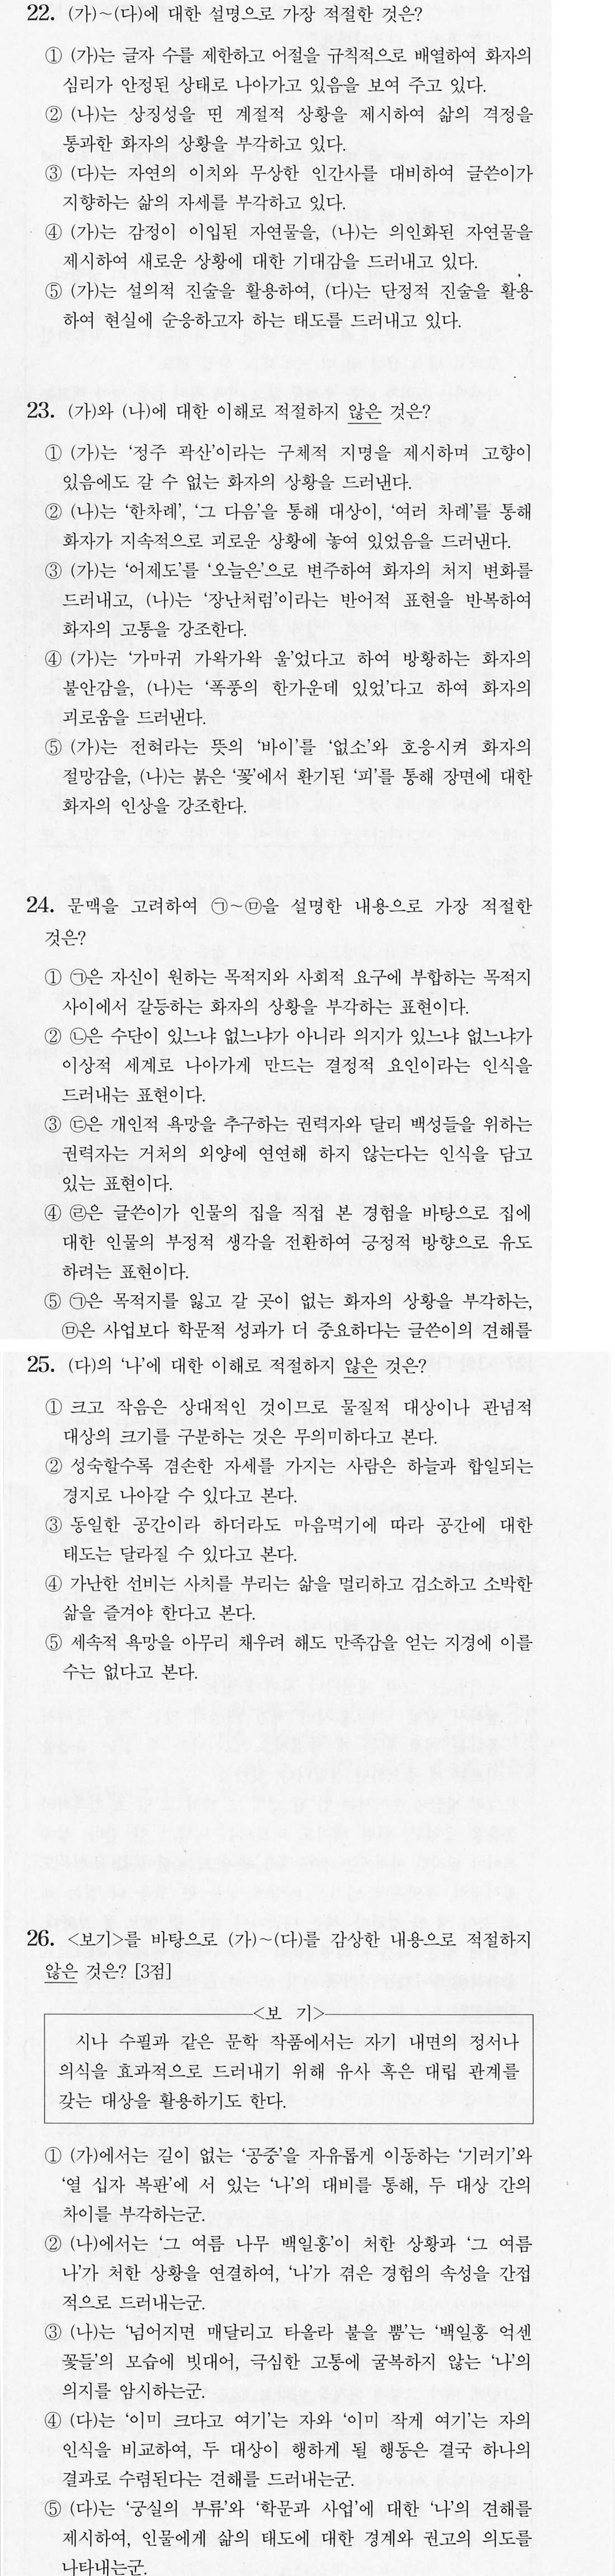 22. (가)~(다)에 대한 설명으로 가장 적절한 것은?
① (가)는 글자 수를 제한하고 어절을 규칙적으로 배열하여 화자의
심리가 안정된 상태로 나아가고 있음을 보여 주고 있다.
② (나)는 상징성을 띤 계절적 상황을 제시하여 삶의 격정을
통과한 화자의 상황을 부각하고 있다.
③ (다)는 자연의 이치와 무상한 인간사를 대비하여 글쓴이가
지향하는 삶의 자세를 부각하고 있다.
④ (가)는 감정이 이입된 자연물을, (나)는 의인화된 자연물을
제시하여 새로운 상황에 대한 기대감을 드러내고 있다.
⑤ (가)는 설의적 진술을 활용하여, (다)는 단정적 진술을 활용
하여 현실에 순응하고자 하는 태도를 드러내고 있다.
23. (가)와 (나)에 대한 이해로 적절하지 않은 것은?
① (가)는 ‘정주 곽산’이라는 구체적 지명을 제시하며 고향이
있음에도 갈 수 없는 화자의 상황을 드러낸다.
② (나)는 ‘한차례’, ‘그 다음’을 통해 대상이, ‘여러 차례’를 통해
화자가 지속적으로 괴로운 상황에 놓여 있었음을 드러낸다.
③ (가)는 ‘어제도’를 ‘오늘은’으로 변주하여 화자의 처지 변화를
드러내고, (나)는 ‘장난처럼’이라는 반어적 표현을 반복하여
화자의 고통을 강조한다.
④ (가)는 ‘가마귀 가왁가왁 울’었다고 하여 방황하는 화자의
불안감을, (나)는 ‘폭풍의 한가운데 있었’다고 하여 화자의
괴로움을 드러낸다.
⑤ (가)는 전혀라는 뜻의 ‘바이’를 ‘없소’와 호응시켜 화자의
절망감을, (나)는 붉은 ‘꽃’에서 환기된 ‘피’를 통해 장면에 대한
화자의 인상을 강조한다.
24. 문맥을 고려하여 ㉠~㉤을 설명한 내용으로 가장 적절한
것은?
① ㉠은 자신이 원하는 목적지와 사회적 요구에 부합하는 목적지
사이에서 갈등하는 화자의 상황을 부각하는 표현이다.
② ㉡은 수단이 있느냐 없느냐가 아니라 의지가 있느냐 없느냐가
이상적 세계로 나아가게 만드는 결정적 요인이라는 인식을
드러내는 표현이다.
③ ㉢은 개인적 욕망을 추구하는 권력자와 달리 백성들을 위하는
권력자는 거처의 외양에 연연해 하지 않는다는 인식을 담고
있는 표현이다.
④ ㉣은 글쓴이가 인물의 집을 직접 본 경험을 바탕으로 집에
대한 인물의 부정적 생각을 전환하여 긍정적 방향으로 유도
하려는 표현이다.
⑤ ㉠은 목적지를 잃고 갈 곳이 없는 화자의 상황을 부각하는,
㉤은 사업보다 학문적 성과가 더 중요하다는 글쓴이의 견해를
25. (다)의 ‘나’에 대한 이해로 적절하지 않은 것은?
① 크고 작음은 상대적인 것이므로 물질적 대상이나 관념적
대상의 크기를 구분하는 것은 무의미하다고 본다.
② 성숙할수록 겸손한 자세를 가지는 사람은 하늘과 합일되는
경지로 나아갈 수 있다고 본다.
③ 동일한 공간이라 하더라도 마음먹기에 따라 공간에 대한
태도는 달라질 수 있다고 본다.
④ 가난한 선비는 사치를 부리는 삶을 멀리하고 검소하고 소박한
삶을 즐겨야 한다고 본다.
⑤ 세속적 욕망을 아무리 채우려 해도 만족감을 얻는 지경에 이를
수는 없다고 본다.
26. <보기>를 바탕으로 (가)~(다)를 감상한 내용으로 적절하지
않은 것은? [3점]
<보 기>
시나 수필과 같은 문학 작품에서는 자기 내면의 정서나
의식을 효과적으로 드러내기 위해 유사 혹은 대립 관계를
갖는 대상을 활용하기도 한다.
① (가)에서는 길이 없는 ‘공중’을 자유롭게 이동하는 ‘기러기’와
‘열 십자 복판’에 서 있는 ‘나’의 대비를 통해, 두 대상 간의
차이를 부각하는군.
② (나)에서는 ‘그 여름 나무 백일홍’이 처한 상황과 ‘그 여름
나’가 처한 상황을 연결하여, ‘나’가 겪은 경험의 속성을 간접
적으로 드러내는군.
③ (나)는 ‘넘어지면 매달리고 타올라 불을 뿜’는 ‘백일홍 억센
꽃들’의 모습에 빗대어, 극심한 고통에 굴복하지 않는 ‘나’의
의지를 암시하는군.
④ (다)는 ‘이미 크다고 여기’는 자와 ‘이미 작게 여기’는 자의
인식을 비교하여, 두 대상이 행하게 될 행동은 결국 하나의
결과로 수렴된다는 견해를 드러내는군.
⑤ (다)는 ‘궁실의 부류’와 ‘학문과 사업’에 대한 ‘나’의 견해를
제시하여, 인물에게 삶의 태도에 대한 경계와 권고의 의도를
나타내는군.